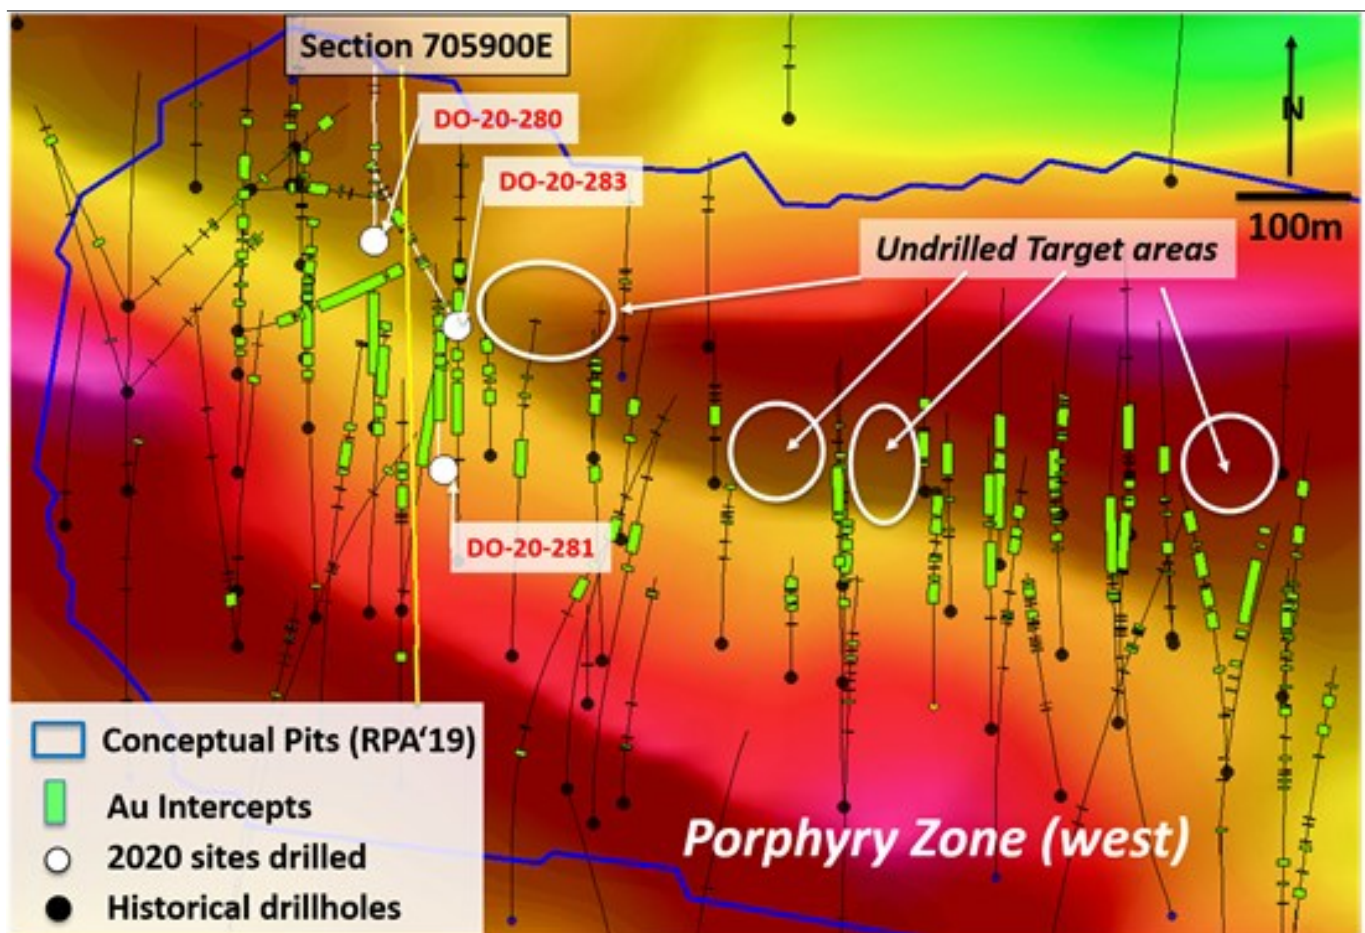 Section 705900E
DO-20-280
DO-20-283
N
100m
Undrilled Target areas
DO-20-281
Porphyry Zone (west)
Conceptual Pits (RPA‘19)
Au Intercepts
2020 sites drilled
Historical drillholes